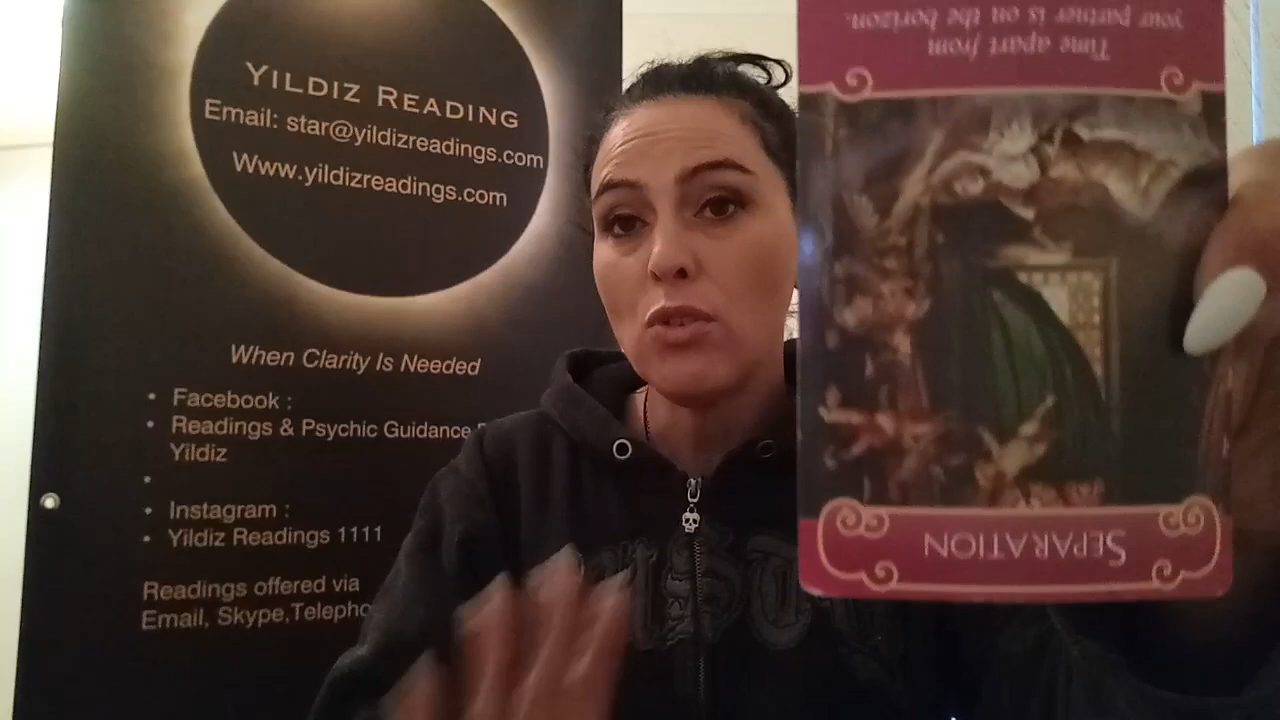 YILDIZ READING
Email: star@yildizreadings.com
Www.yildizreadings.com
When Clarity Is Needed
• Facebook :
• Readings & Psychic Guidance
Yildiz
•
• Instagram :
• Yildiz Readings 1111
Readings offered via
Email, Skype,Telepho
Time apart from
your partner is on the horizon.
SEPARATION